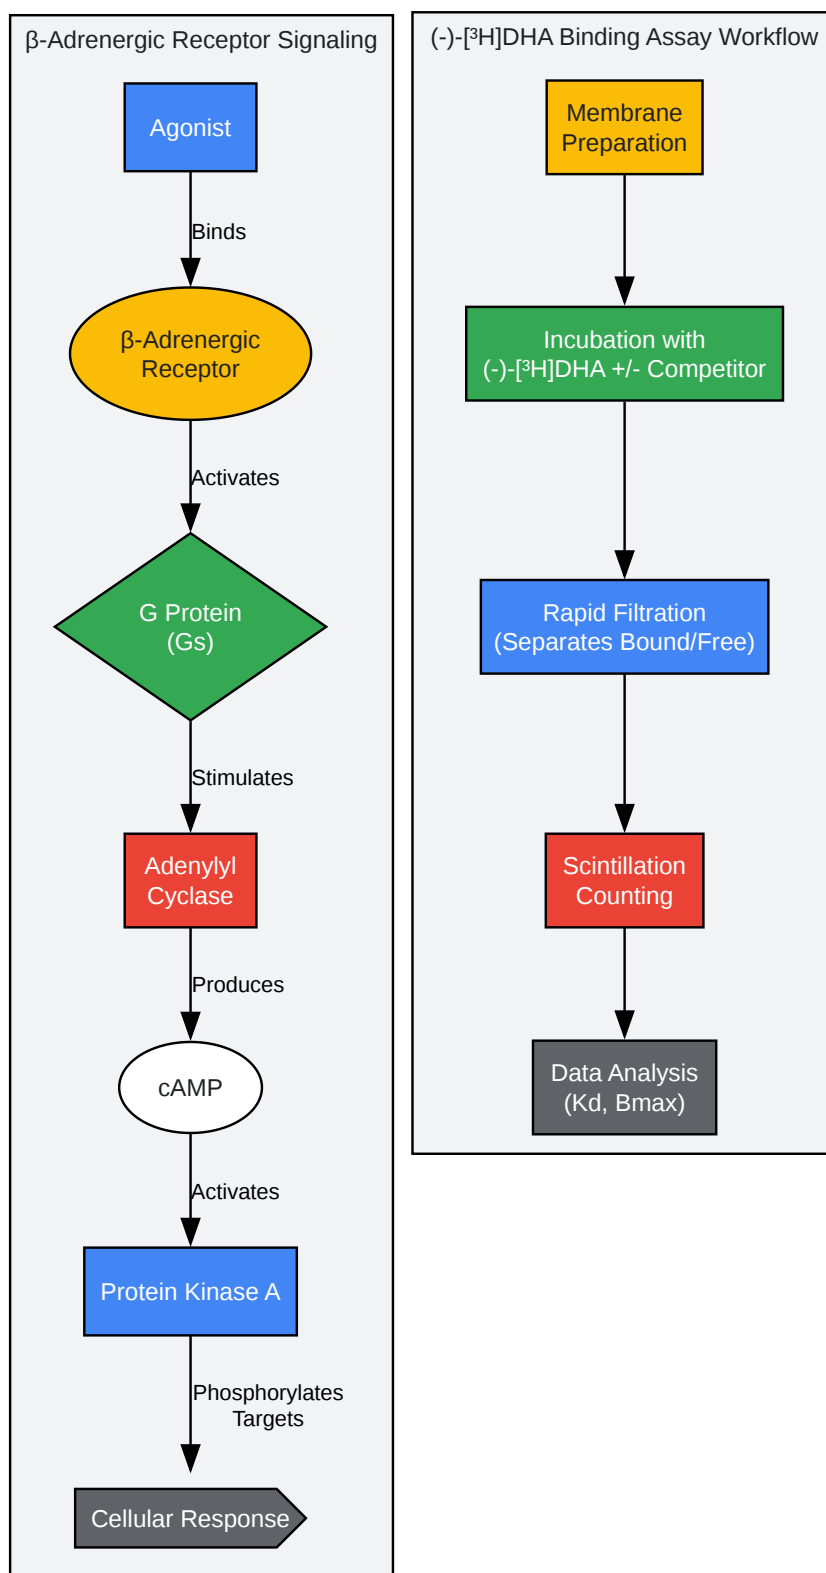 β-Adrenergic Receptor Signaling
Agonist
Binds
β-Adrenergic
Receptor
Activates
G Protein
(Gs)
Stimulates
Adenylyl
Cyclase
Produces
cAMP
Activates
Protein Kinase A
Phosphorylates
Targets
Cellular Response
(-)-[³H]DHA Binding Assay Workflow
Membrane
Preparation
Incubation with
(-)-[³H]DHA +/- Competitor
Rapid Filtration
(Separates Bound/Free)
Scintillation
Counting
Data Analysis
(Kd, Bmax)